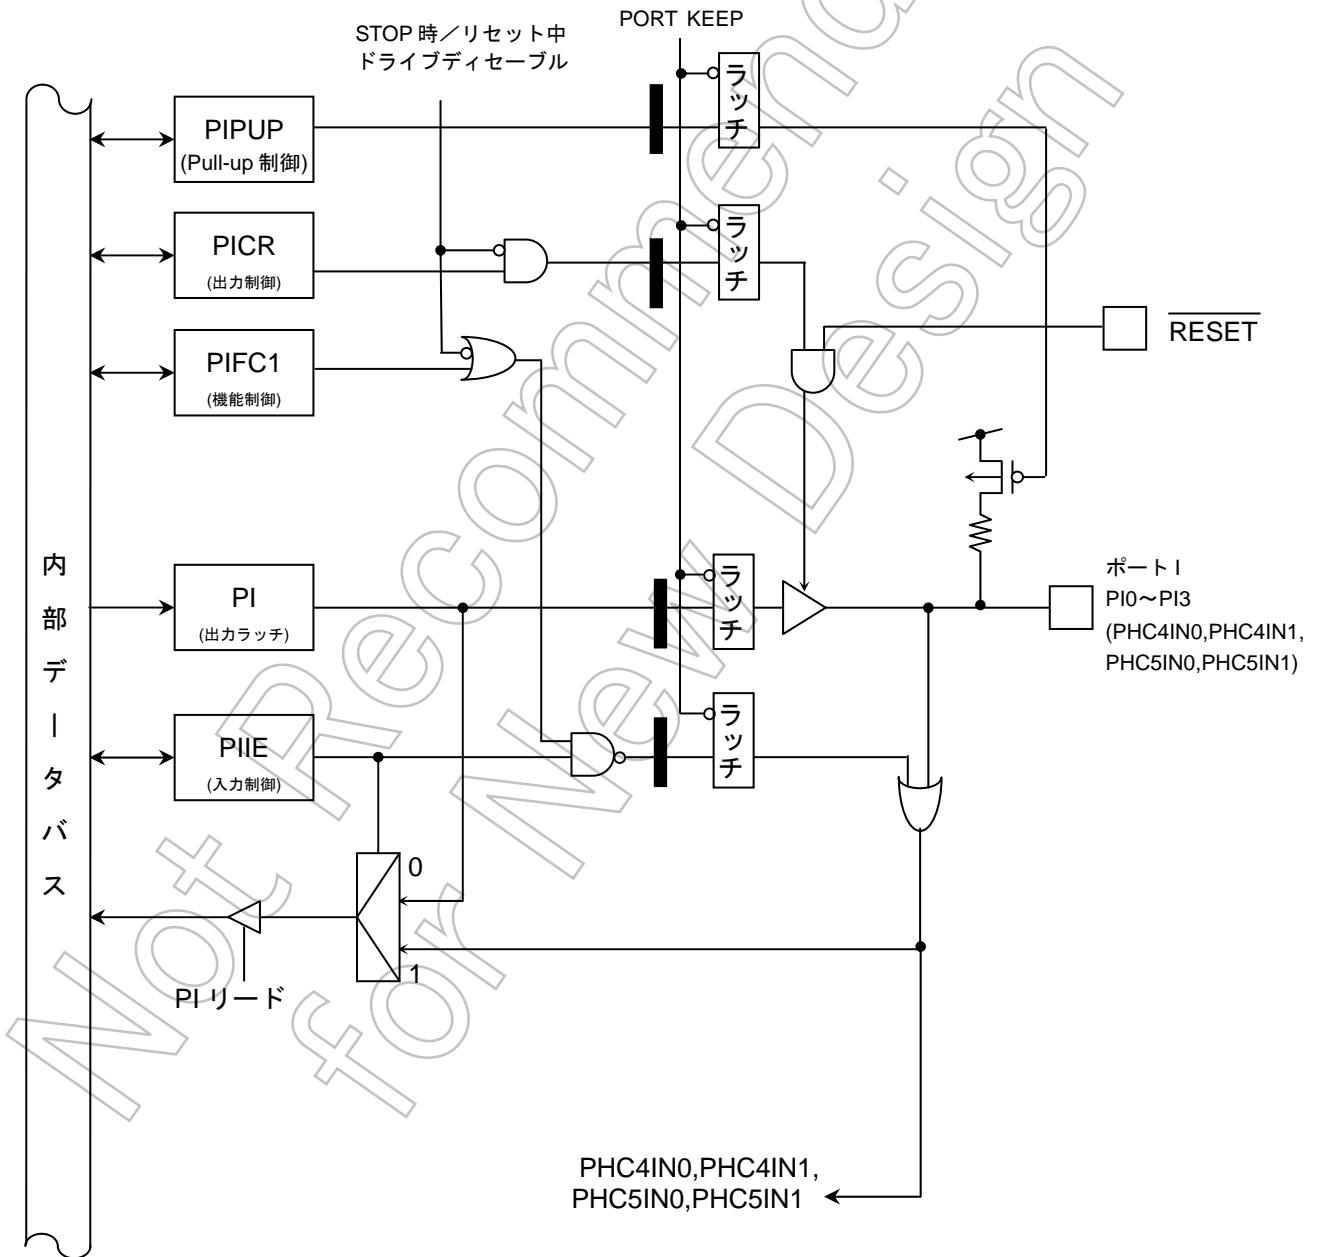 PORT KEEP
STOP 時／リセット中
ドライブディセーブル
ラッチ
PIPUP
(Pull-up 制御)
ラッチ
PICR
(出力制御)
RESET
PIFC1
(機能制御)
内部データバス
ラッチ
PI
(出力ラッチ)
ポート I
PI0～PI3
(PHC4IN0,PHC4IN1,
PHC5IN0,PHC5IN1)
ラッチ
PIIE
(入力制御)
0
1
PI リード
PHC4IN0,PHC4IN1,
PHC5IN0,PHC5IN1
Not Recommend
for New Design